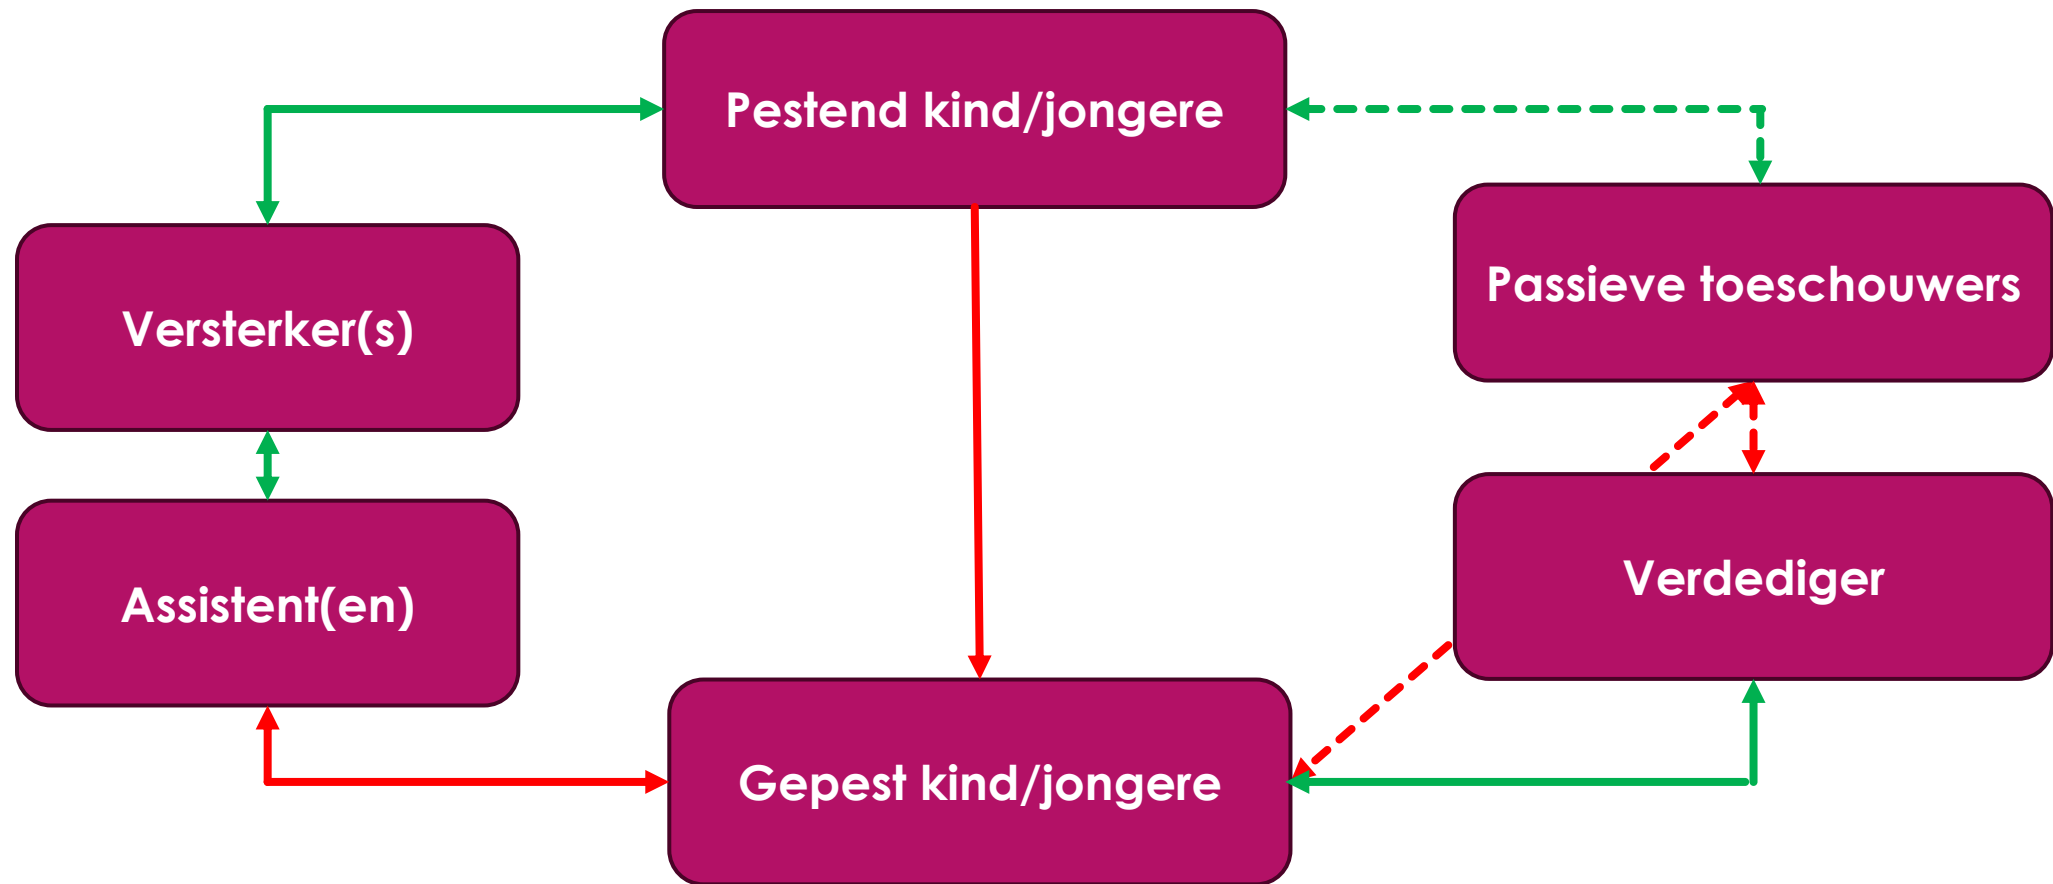 Pestend kind/jongere
Passieve toeschouwers
Versterker(s)
Verdediger
Assistent(en)
Gepest kind/jongere